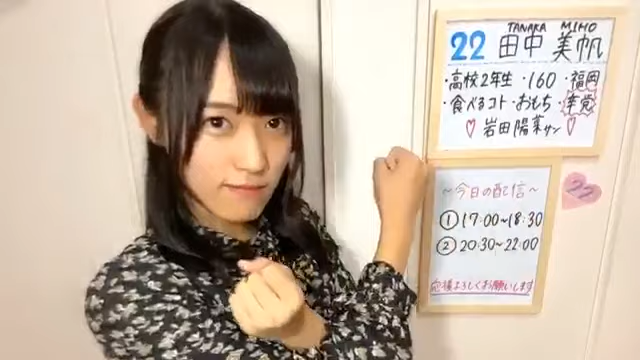 TANAKA MIHO
22 田中 美帆
・高校2年生 ・160 ・福岡
・食べるコト ・おもち ・辛党
岩田陽菜サン
～今日の配信～
① 17:00~18:30
② 20:30~22:00
応援よろしくお願いします
22